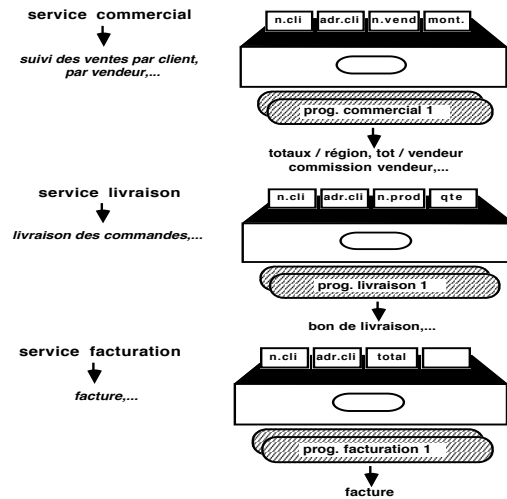 service commercial
n.cli adr.cli n.vend mont.
suivi des ventes par client,
par vendeur,...
prog. commercial 1
totaux / région, tot / vendeur
commission vendeur,...
service livraison
n.cli adr.cli n.prod qte
livraison des commandes,...
prog. livraison 1
bon de livraison,...
service facturation
n.cli adr.cli total
facture,...
prog. facturation 1
facture